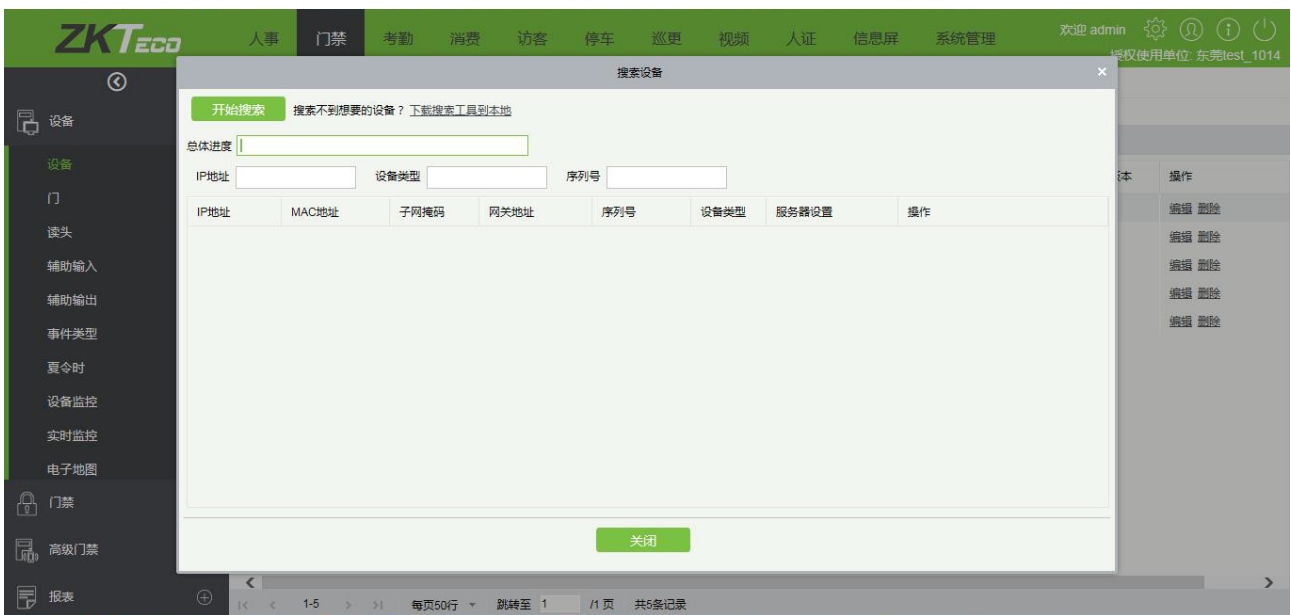 ZKTeco
人事 门禁 考勤 消费 访客 停车 巡更 视频 人证 信息屏 系统管理
欢迎 admin
授权使用单位: 东莞test_1014
搜索设备 ×
开始搜索 搜索不到想要的设备？下载搜索工具到本地
总体进度
IP地址 设备类型 序列号
IP地址 MAC地址 子网掩码 网关地址 序列号 设备类型 服务器设置 操作
关闭
设备
设备
门
读头
辅助输入
辅助输出
事件类型
夏令时
设备监控
实时监控
电子地图
门禁
高级门禁
报表
本 操作
编辑 删除
编辑 删除
编辑 删除
编辑 删除
编辑 删除
1-5 每页50行 跳转至 1 /1 页 共5条记录